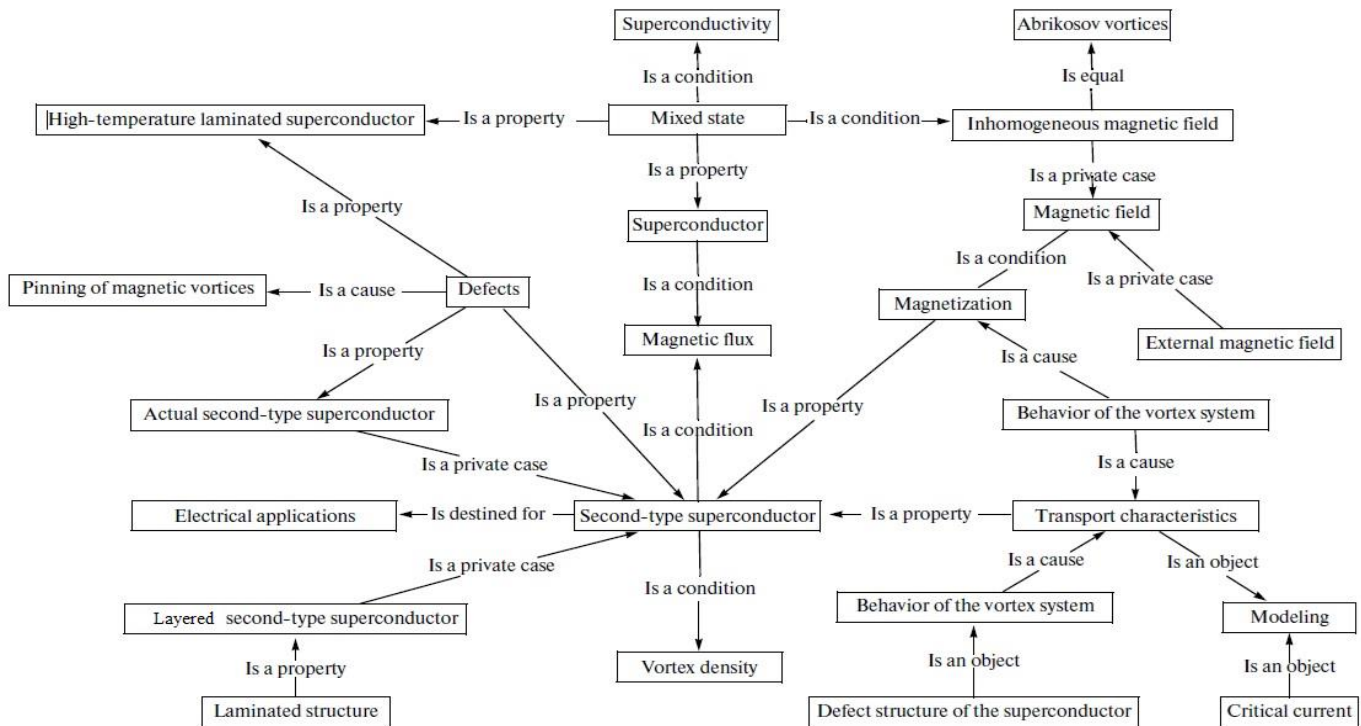 Superconductivity
Abrikosov vortices
Is a condition
Is equal
High-temperature laminated superconductor
Is a property
Mixed state
Is a condition
Inhomogeneous magnetic field
Is a property
Is a private case
Is a property
Superconductor
Magnetic field
Is a condition
Pinning of magnetic vortices
Is a cause
Defects
Is a condition
Is a private case
Magnetization
Is a property
Magnetic flux
Is a cause
External magnetic field
Actual second-type superconductor
Is a property
Is a property
Behavior of the vortex system
Is a condition
Is a private case
Is a cause
Electrical applications
Is destined for
Second-type superconductor
Is a property
Transport characteristics
Is a private case
Is a condition
Is a cause
Is an object
Layered second-type superconductor
Behavior of the vortex system
Modeling
Is a property
Vortex density
Is an object
Is an object
Laminated structure
Defect structure of the superconductor
Critical current